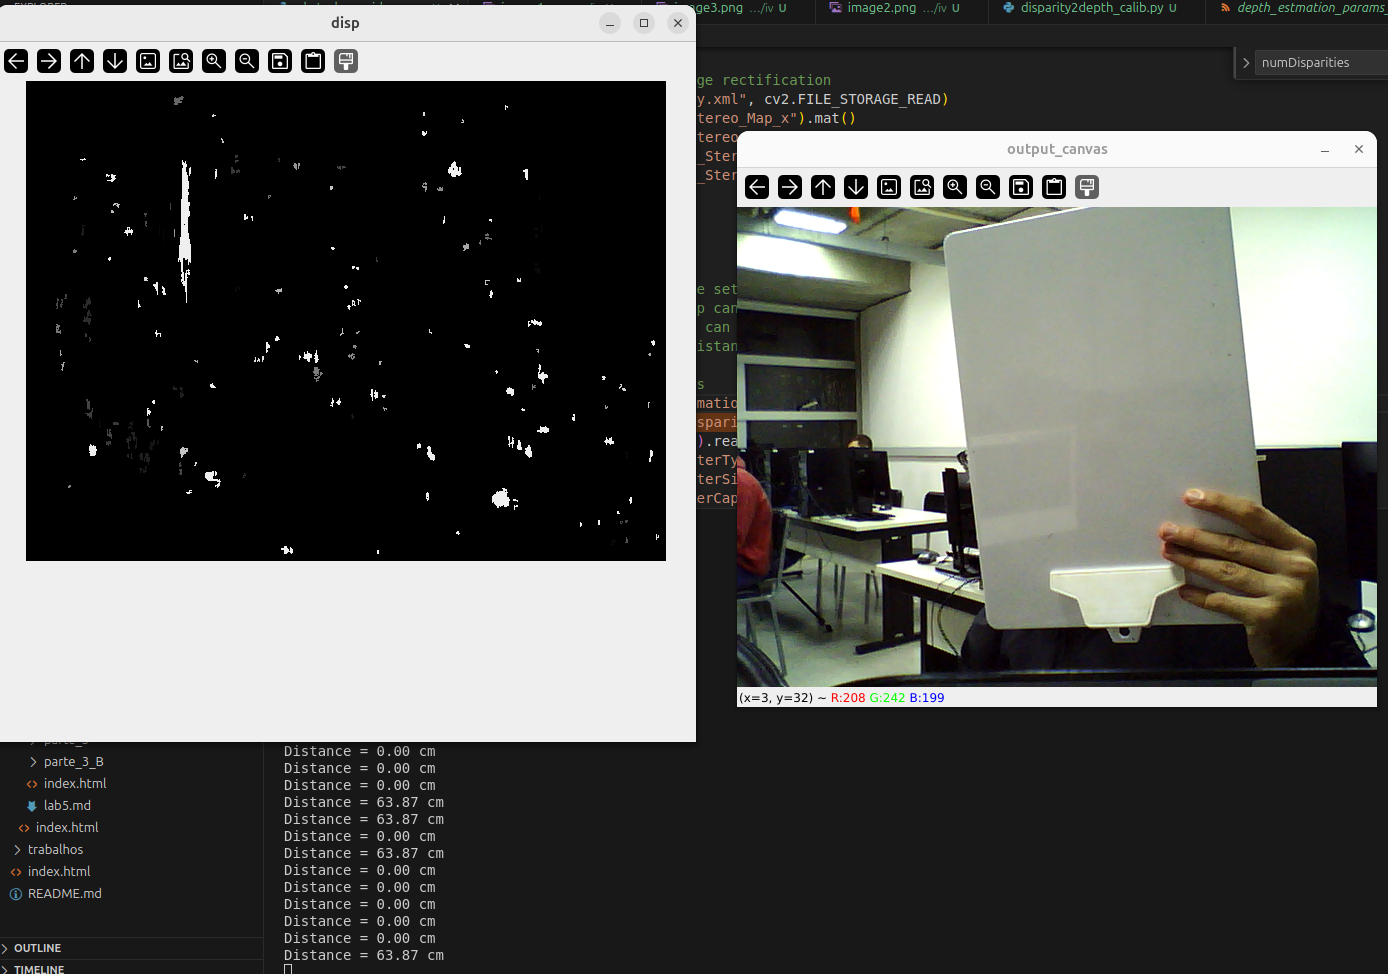 disp
ge3.png …/iv U
image2.png …/iv U
disparity2depth_calib.py U
depth_estmation_params_
numDisparities
ge rectification
y.xml", cv2.FILE_STORAGE_READ)
tereo_Map_x").mat()
tereo
_Ster
_Ster
output_canvas
e set
p can
can
istan
s
matio
spari
).rea
terTy
terSi
erCap
(x=3, y=32) ~ R:208 G:242 B:199
parte_3_B
index.html
lab5.md
index.html
trabalhos
index.html
README.md
OUTLINE
TIMELINE
Distance = 0.00 cm
Distance = 0.00 cm
Distance = 0.00 cm
Distance = 63.87 cm
Distance = 63.87 cm
Distance = 0.00 cm
Distance = 63.87 cm
Distance = 0.00 cm
Distance = 0.00 cm
Distance = 0.00 cm
Distance = 0.00 cm
Distance = 0.00 cm
Distance = 63.87 cm